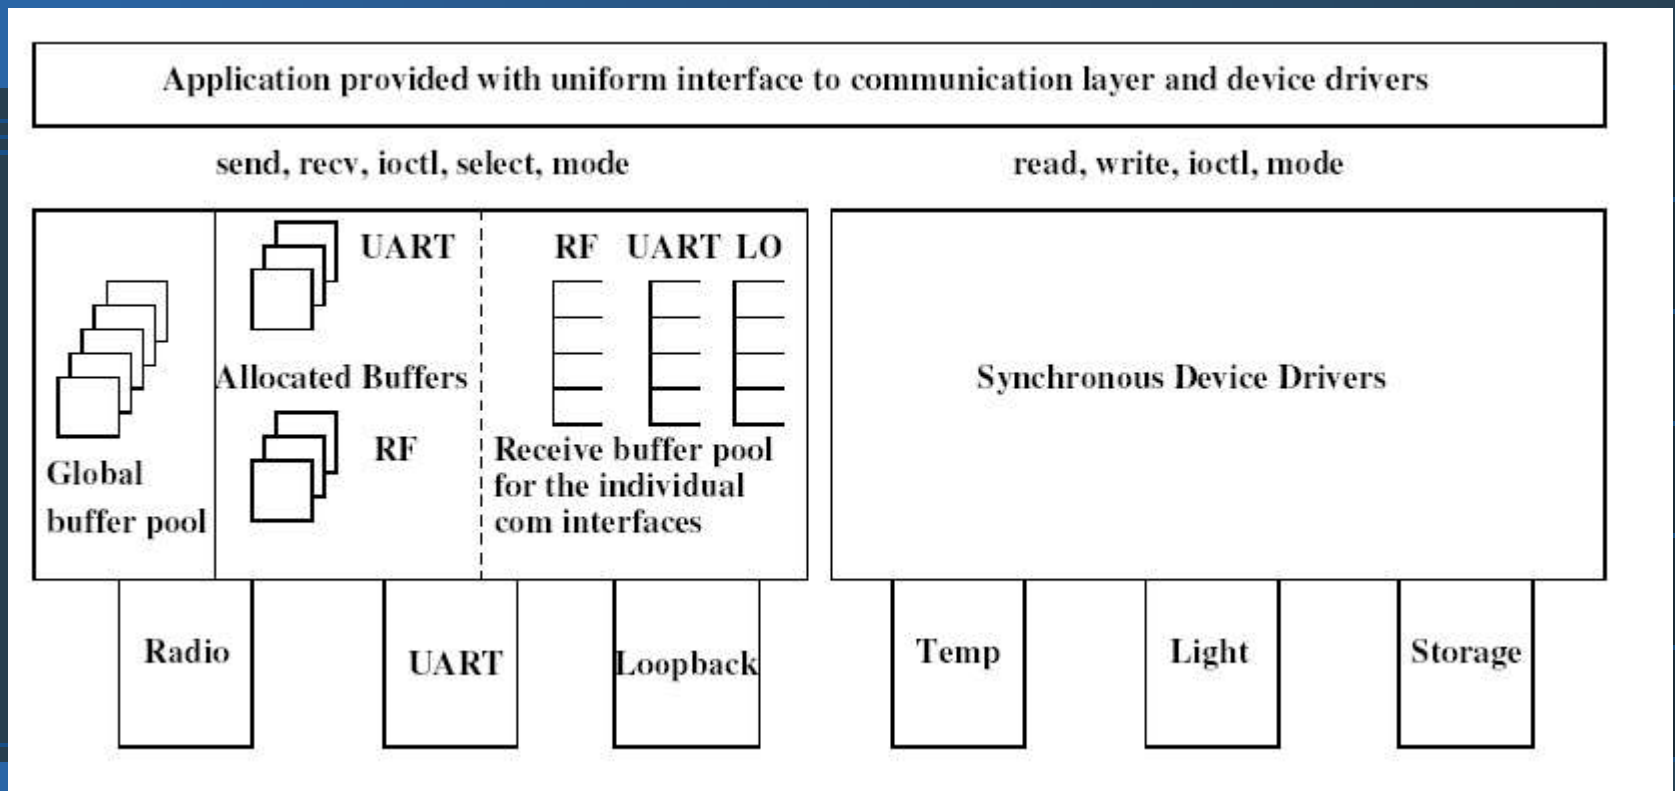 Application provided with uniform interface to communication layer and device drivers
send, recv, ioctl, select, mode
read, write, ioctl, mode
Global
buffer pool
UART
Allocated Buffers
RF
RF UART LO
Receive buffer pool
for the individual
com interfaces
Synchronous Device Drivers
Radio
UART
Loopback
Temp
Light
Storage